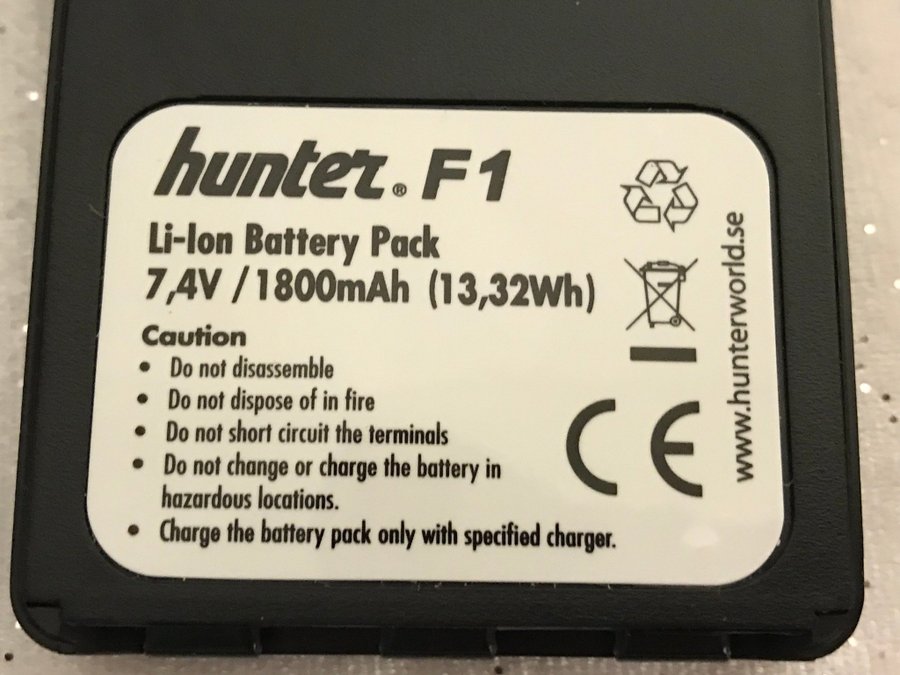 hunter® F1
Li-Ion Battery Pack
7,4V / 1800mAh (13,32Wh)
Caution
• Do not disassemble
• Do not dispose of in fire
• Do not short circuit the terminals
• Do not change or charge the battery in
hazardous locations.
• Charge the battery pack only with specified charger.
CE
www.hunterworld.se